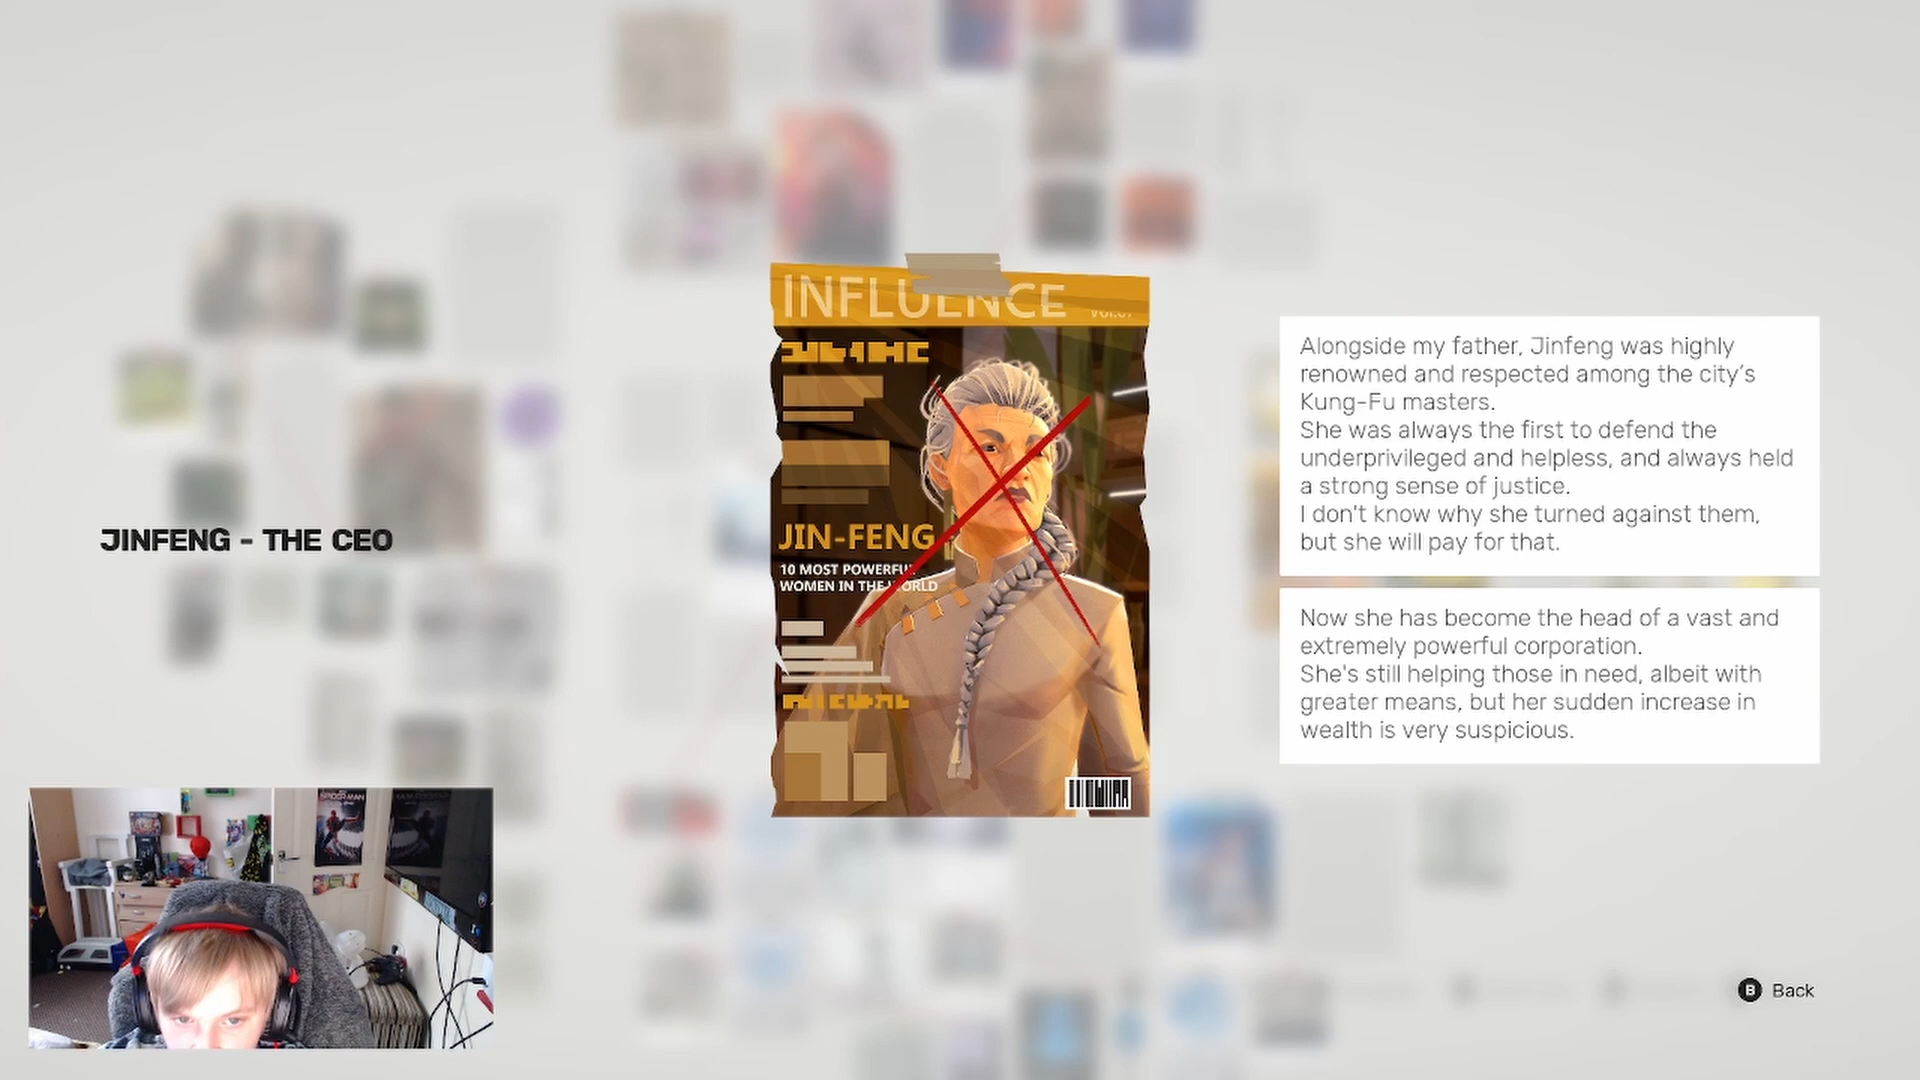 INFLUENCE
JIN-FENG
10 MOST POWERFUL
WOMEN IN THE WORLD
JINFENG - THE CEO
Alongside my father, Jinfeng was highly
renowned and respected among the city's
Kung-Fu masters.
She was always the first to defend the
underprivileged and helpless, and always held
a strong sense of justice.
I don't know why she turned against them,
but she will pay for that.
Now she has become the head of a vast and
extremely powerful corporation.
She's still helping those in need, albeit with
greater means, but her sudden increase in
wealth is very suspicious.
SPIDER-MAN
B Back